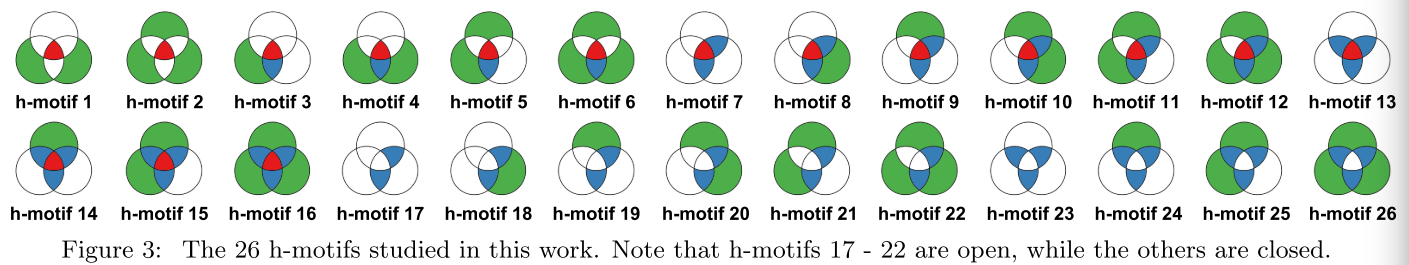 h-motif 1 h-motif 2 h-motif 3 h-motif 4 h-motif 5 h-motif 6 h-motif 7 h-motif 8 h-motif 9 h-motif 10 h-motif 11 h-motif 12 h-motif 13
h-motif 14 h-motif 15 h-motif 16 h-motif 17 h-motif 18 h-motif 19 h-motif 20 h-motif 21 h-motif 22 h-motif 23 h-motif 24 h-motif 25 h-motif 26
Figure 3: The 26 h-motifs studied in this work. Note that h-motifs 17 - 22 are open, while the others are closed.